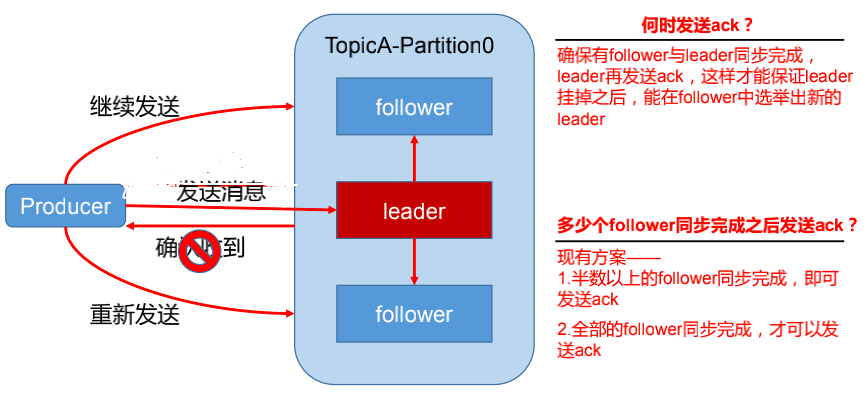 TopicA-Partition0
继续发送
follower
发送消息
Producer
leader
确认收到
重新发送
follower
何时发送ack？
确保有follower与leader同步完成，
leader再发送ack，这样才能保证leader
挂掉之后，能在follower中选举出新的
leader
多少个follower同步完成之后发送ack？
现有方案——
1.半数以上的follower同步完成，即可
发送ack
2.全部的follower同步完成，才可以发
送ack